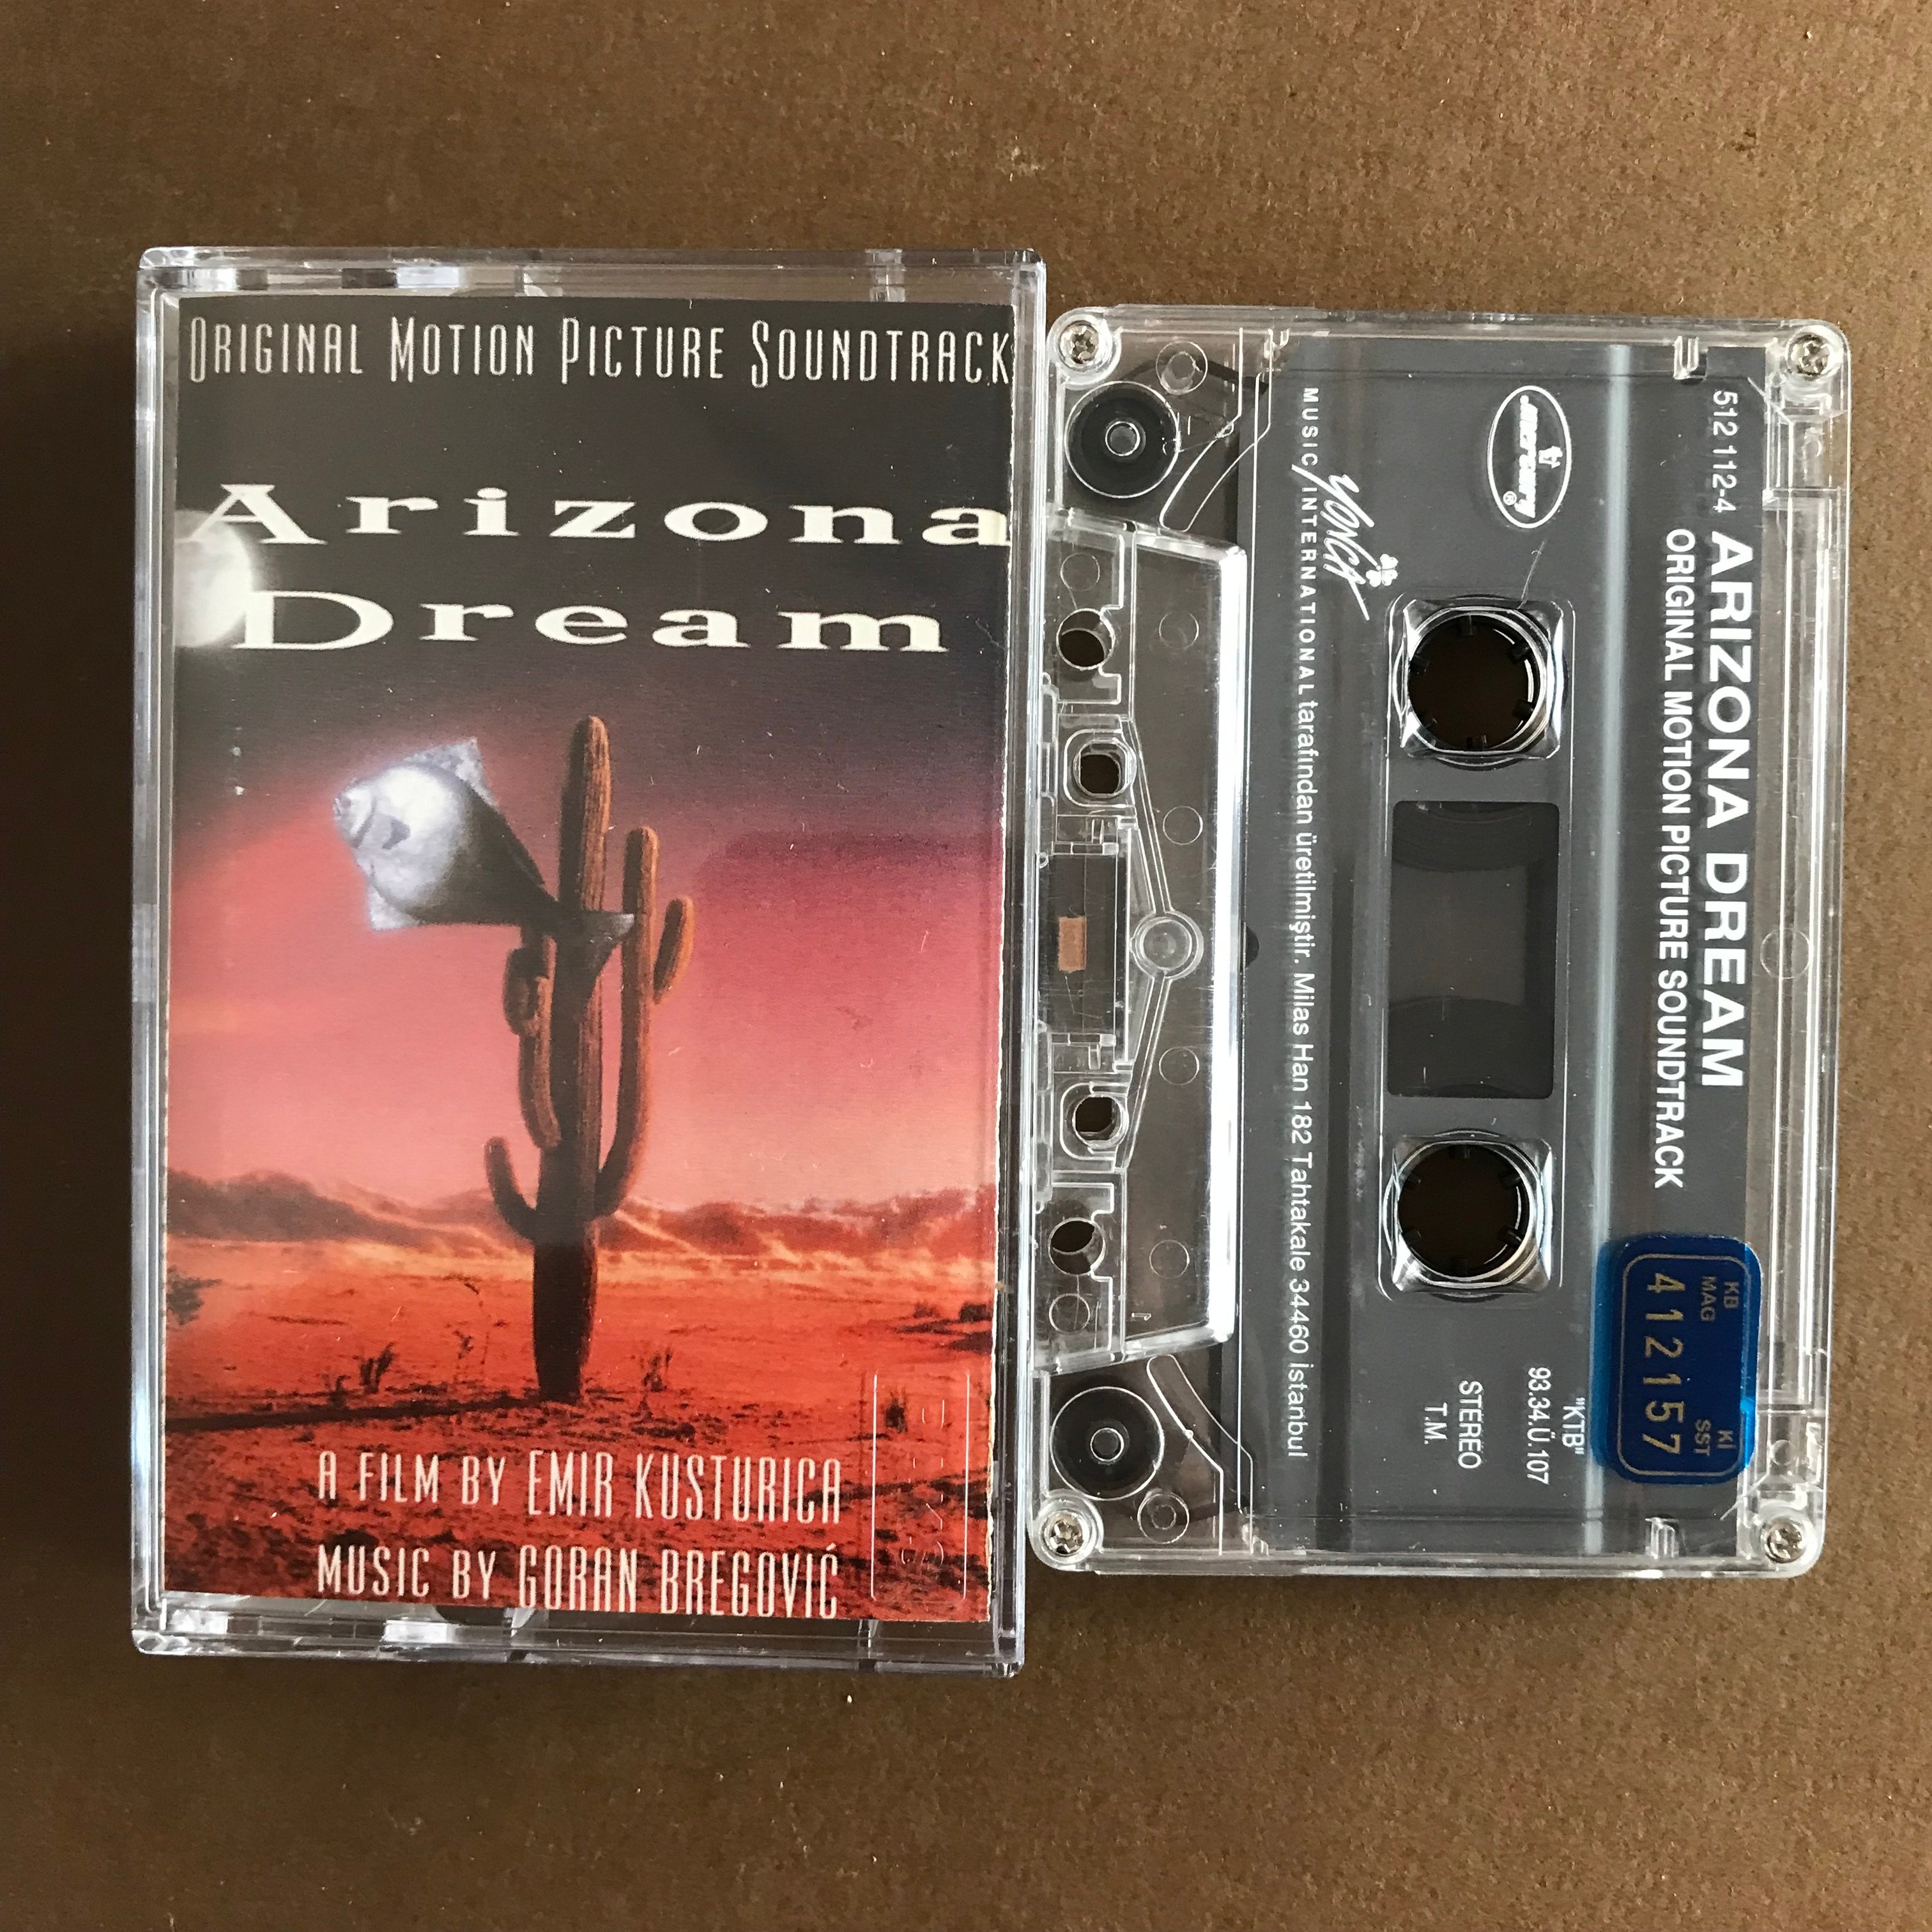 ORIGINAL MOTION PICTURE SOUNDTRACK
Arizona
Dream
A FILM BY EMIR KUSTURICA
MUSIC BY GORAN BREGOVIĆ
512 112-4 ARIZONA DREAM
ORIGINAL MOTION PICTURE SOUNDTRACK
mercury ®
KB Kİ
MAG SST
412157
"KTB"
93.34.Ü.107
STEREO
T.M.
YONCA
MUSIC INTERNATIONAL tarafından üretilmiştir. Milas Han 182 Tahtakale 34460 İstanbul